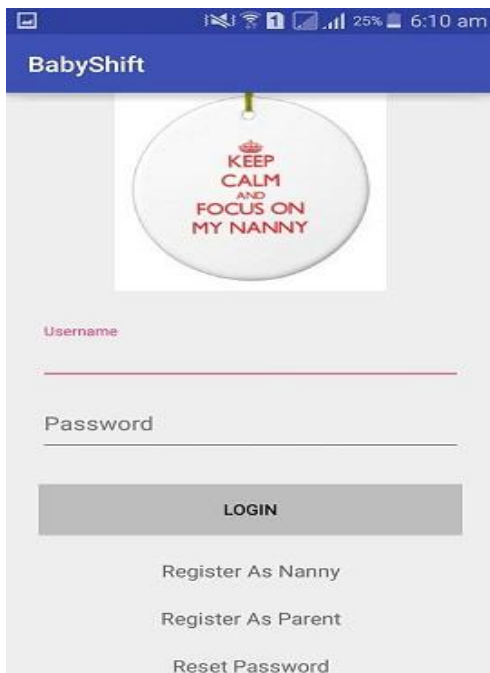 1 25% 6:10 am
BabyShift
KEEP
CALM
AND
FOCUS ON
MY NANNY
Username
Password
LOGIN
Register As Nanny
Register As Parent
Reset Password